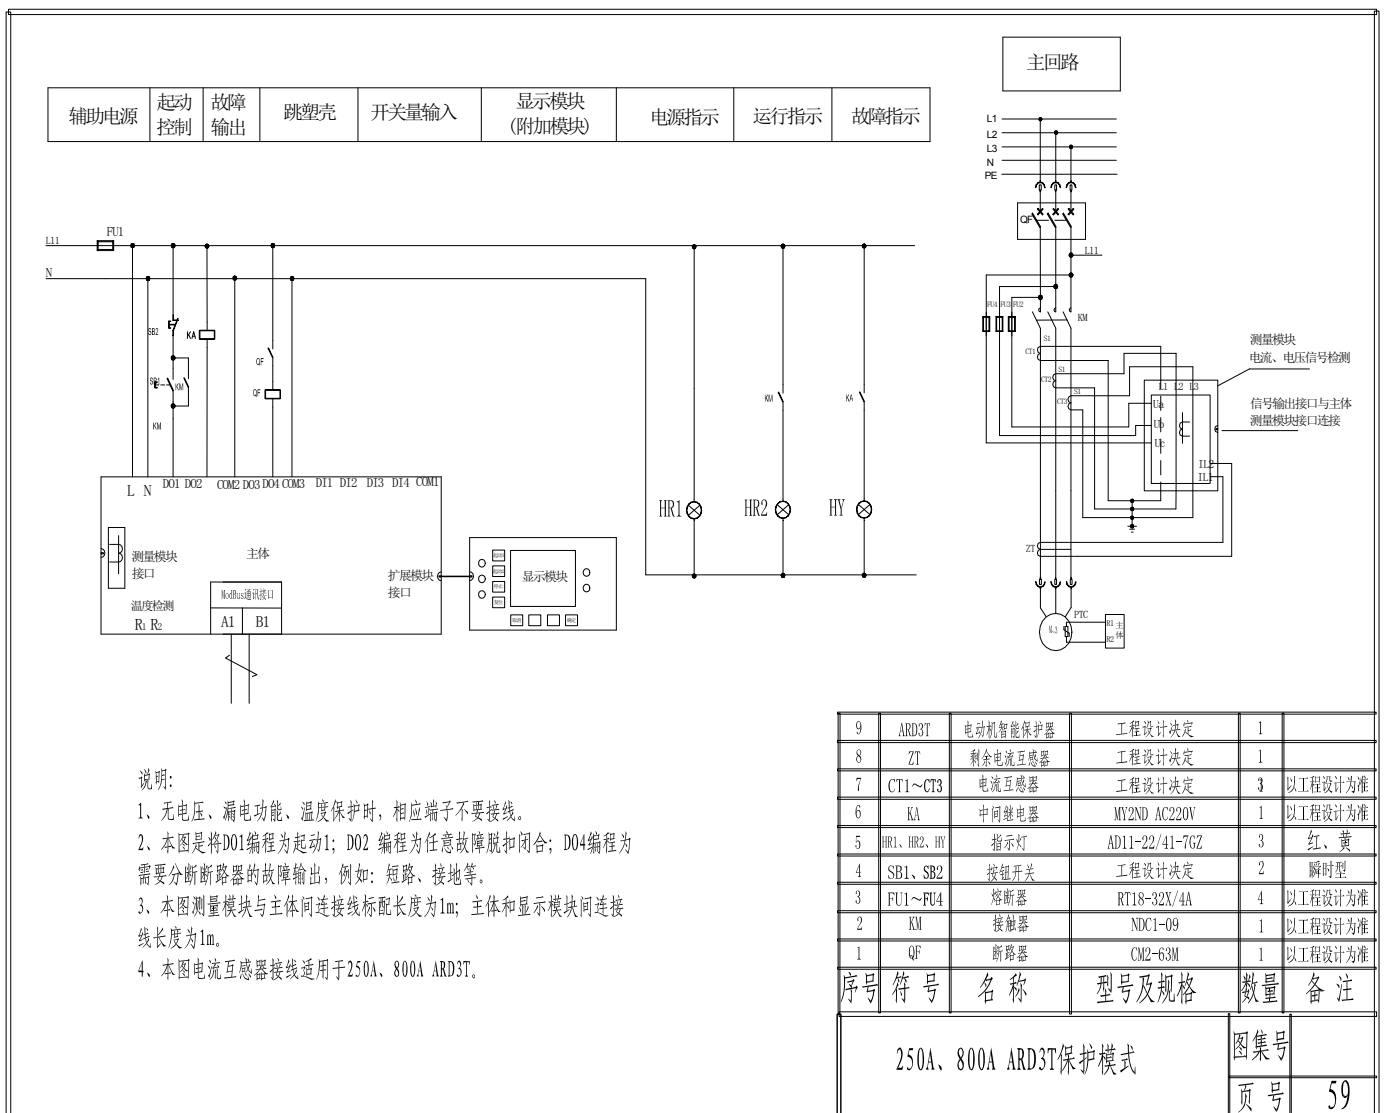 主回路
辅助电源 起动 故障 跳塑壳 开关量输入 显示模块 电源指示 运行指示 故障指示
控制 输出 (附加模块)
L1
L2
L3
N
PE
QF
L11
L11 FU1
N
FU4 FU3 FU2
KM
SB2 KA QF
SB1 KM QF
KM
KM KA
S1
CT1
S1
CT2
S1
CT3
测量模块
电流、电压信号检测
L1 L2 L3
信号输出接口与主体
测量模块接口连接
Ua
Ub
Uc
IL2
IL1
L N DO1 DO2 COM2 DO3 DO4 COM3 DI1 DI2 DI3 DI4 COM1
HR1 HR2 HY
ZT
测量模块
接口
主体
扩展模块
接口
显示模块
ModBus通讯接口
温度检测
R1 R2
A1 B1
PTC
R1
R2
主
体
说明:
1、无电压、漏电功能、温度保护时，相应端子不要接线。
2、本图是将DO1编程为起动1; DO2 编程为任意故障脱扣闭合; DO4编程为
需要分断断路器的故障输出，例如: 短路、接地等。
3、本图测量模块与主体间连接线标配长度为1m; 主体和显示模块间连接
线长度为1m。
4、本图电流互感器接线适用于250A、800A ARD3T。
9 ARD3T 电动机智能保护器 工程设计决定 1
8 ZT 剩余电流互感器 工程设计决定 1
7 CT1～CT3 电流互感器 工程设计决定 3 以工程设计为准
6 KA 中间继电器 MY2ND AC220V 1 以工程设计为准
5 HR1、HR2、HY 指示灯 AD11-22/41-7GZ 3 红、黄
4 SB1、SB2 按钮开关 工程设计决定 2 瞬时型
3 FU1～FU4 熔断器 RT18-32X/4A 4 以工程设计为准
2 KM 接触器 NDC1-09 1 以工程设计为准
1 QF 断路器 CM2-63M 1 以工程设计为准
序号 符 号 名 称 型号及规格 数量 备 注
250A、800A ARD3T保护模式
图集号
页 号 59